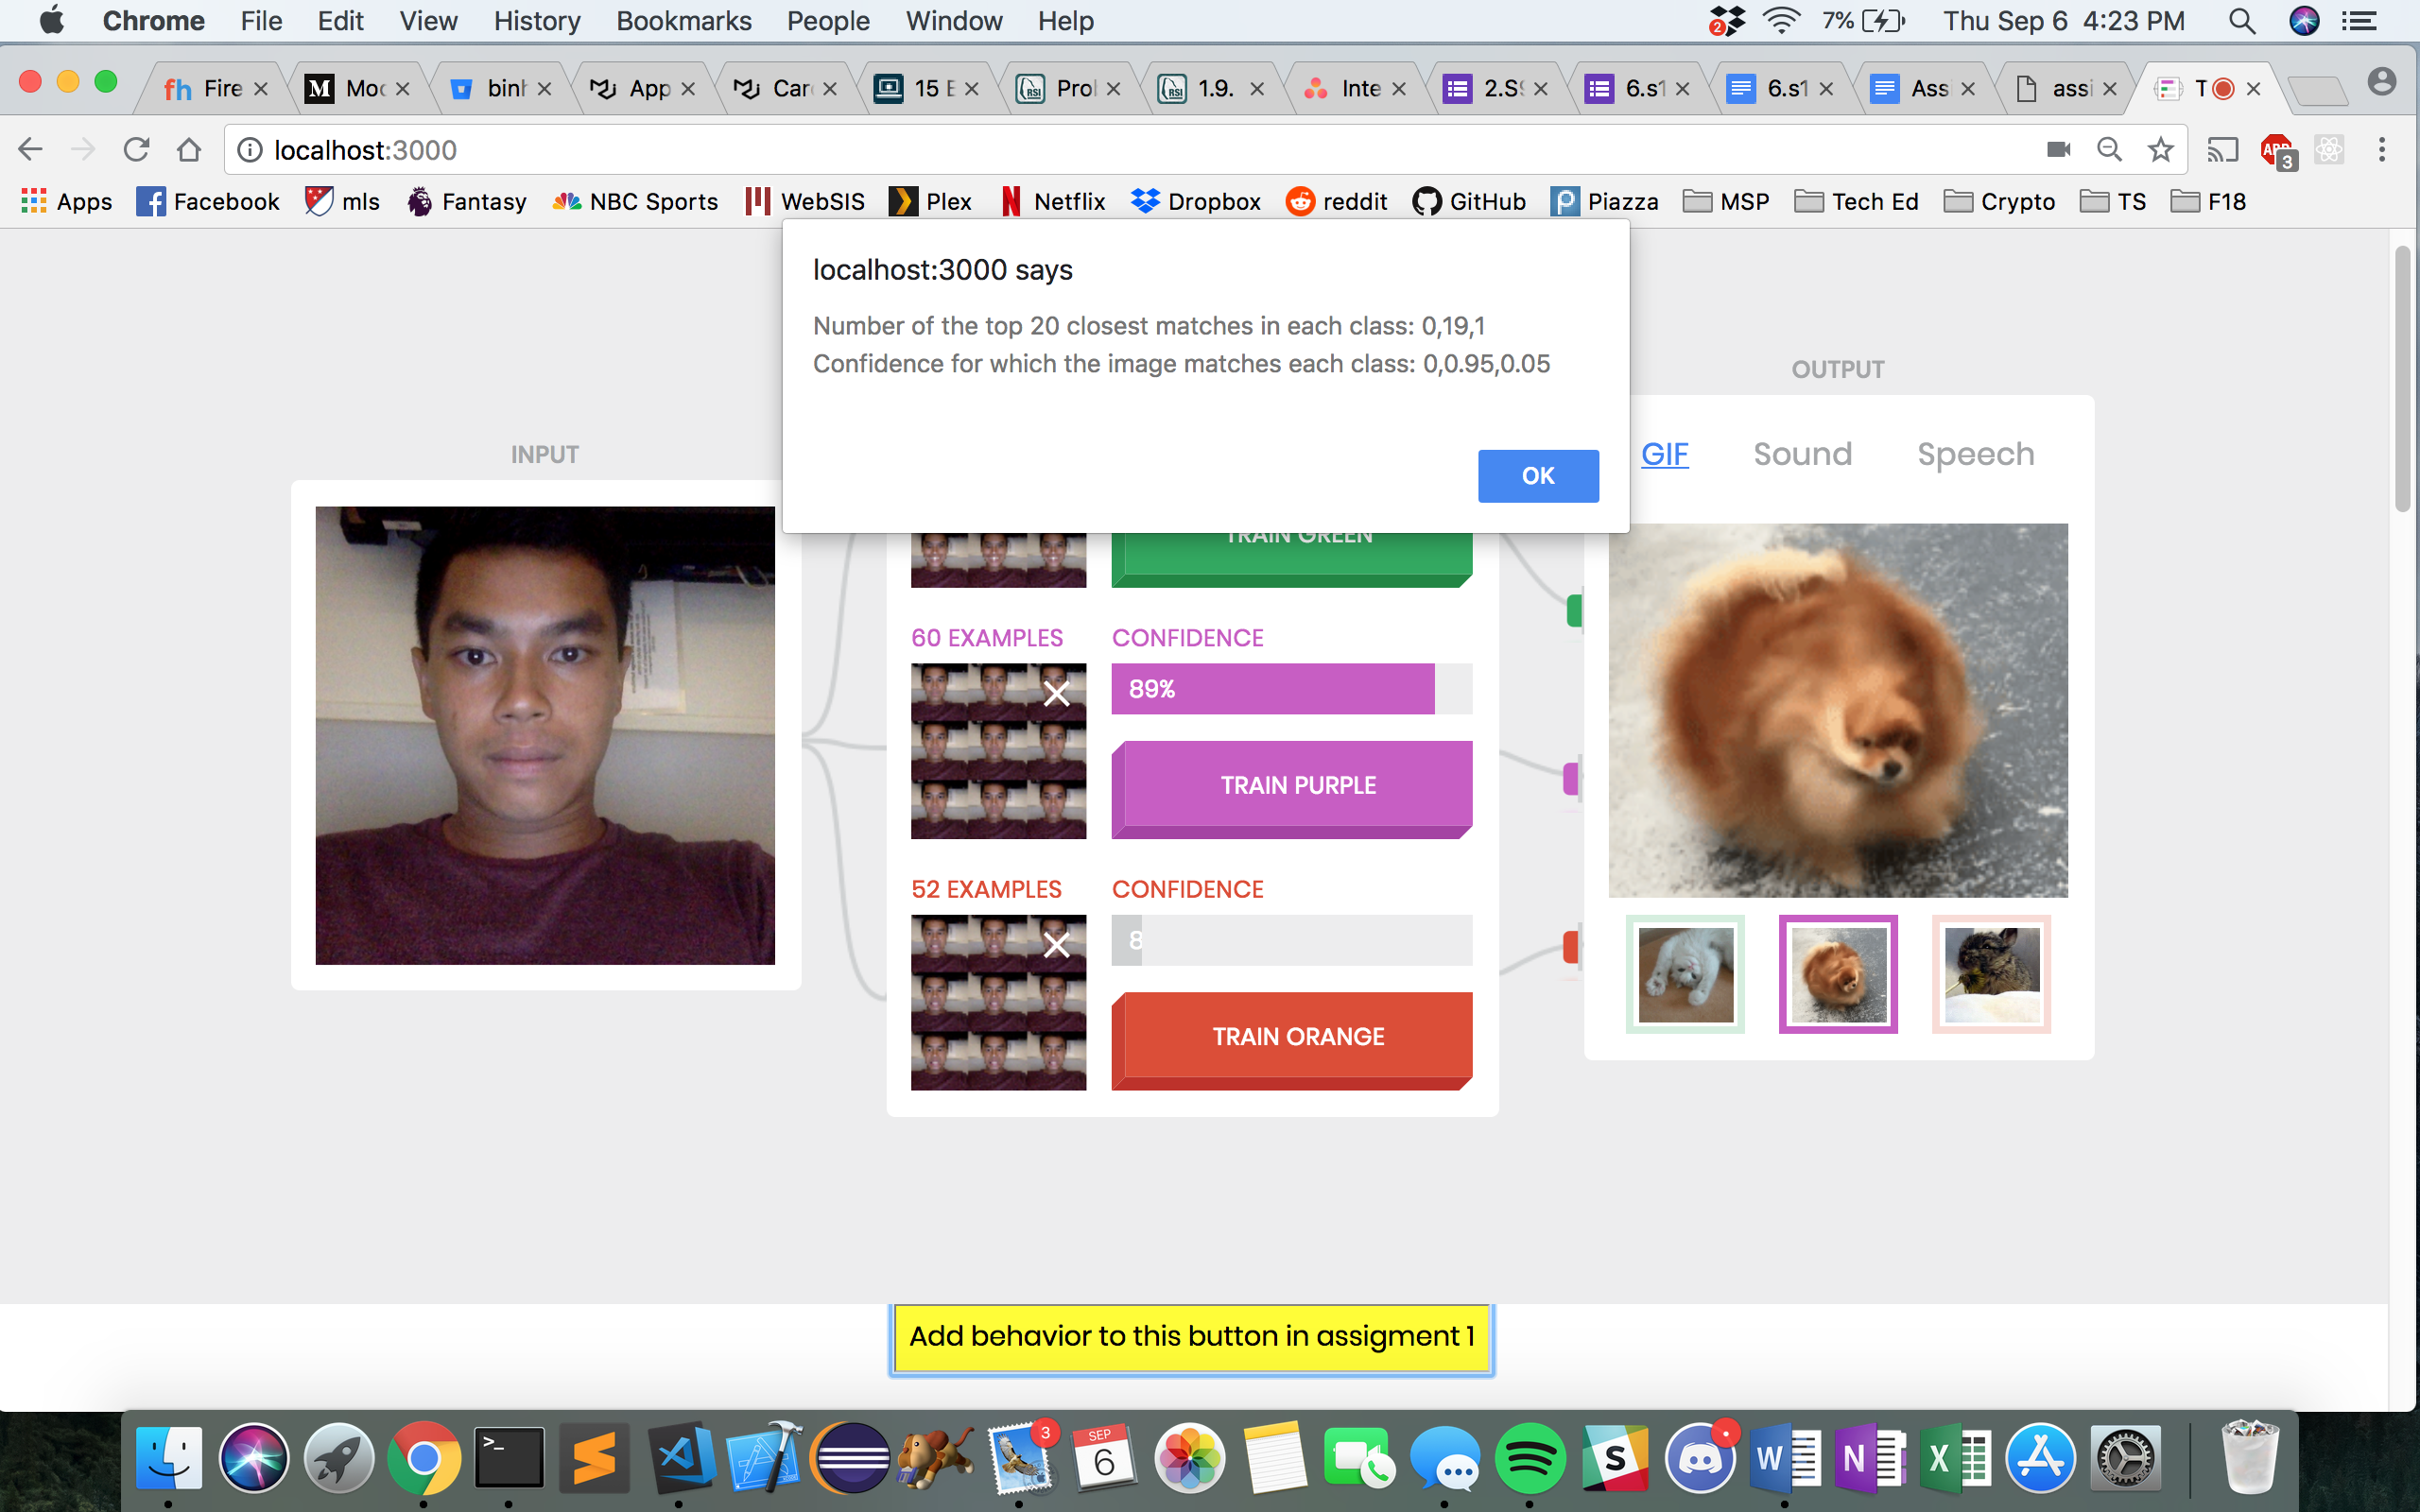 Chrome File Edit View History Bookmarks People Window Help 2 7% Thu Sep 6 4:23 PM
Fire Moc binh App Car 15 E Pro 1.9. Inte 2.S 6.s1 6.s1 Ass assi T
localhost:3000 3
Apps Facebook mls Fantasy NBC Sports WebSIS Plex Netflix Dropbox reddit GitHub Piazza MSP Tech Ed Crypto TS F18
localhost:3000 says
Number of the top 20 closest matches in each class: 0,19,1
Confidence for which the image matches each class: 0,0.95,0.05
OK
INPUT
OUTPUT
GIF Sound Speech
TRAIN GREEN
60 EXAMPLES CONFIDENCE
89%
TRAIN PURPLE
52 EXAMPLES CONFIDENCE
8
TRAIN ORANGE
Add behavior to this button in assigment 1
3 SEP 6